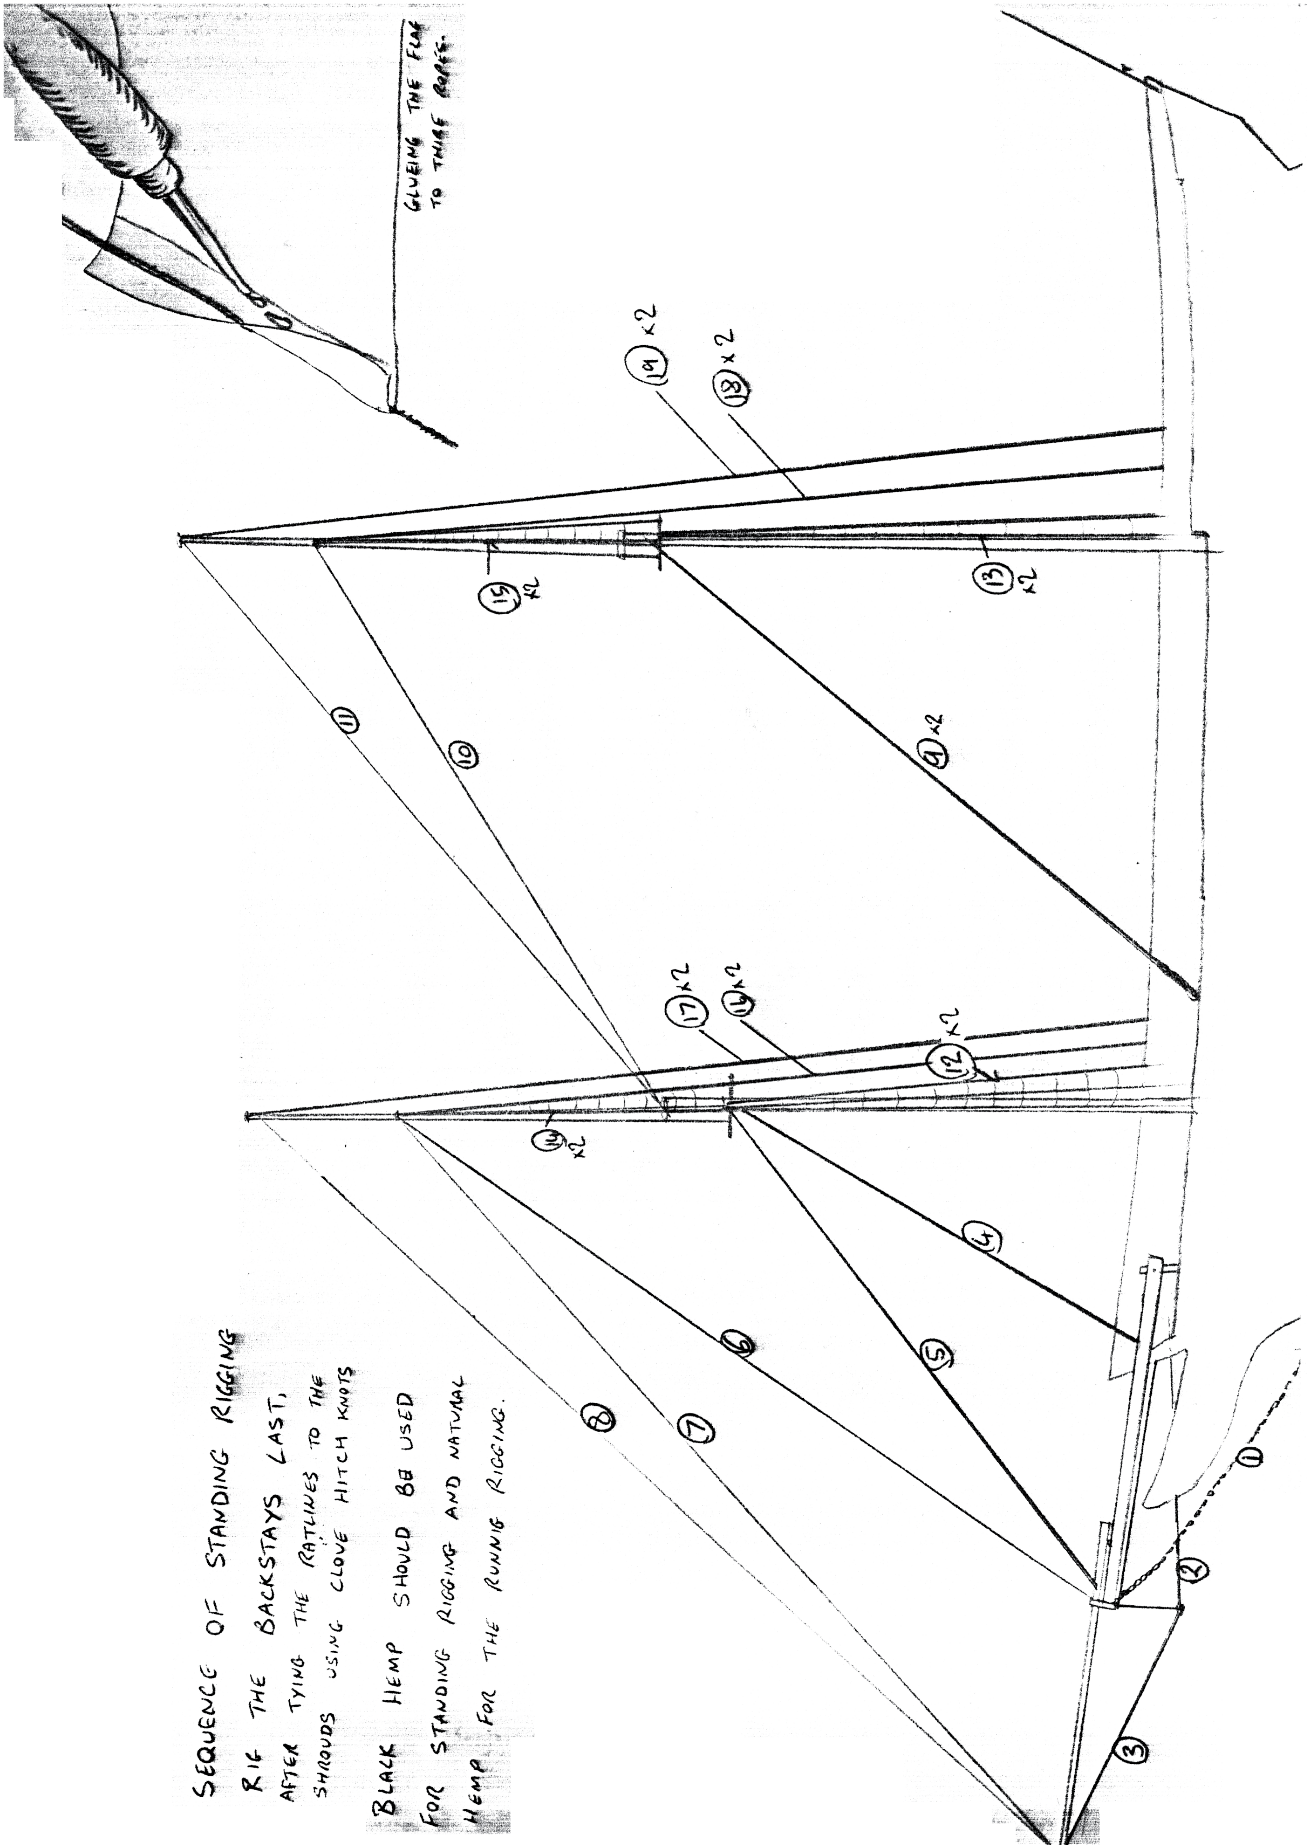 SEQUENCE OF STANDING RIGGING
RIG THE BACKSTAYS LAST,
AFTER TYING THE RATLINES TO THE
SHROUDS USING CLOVE HITCH KNOTS
BLACK HEMP SHOULD BE USED
FOR STANDING RIGGING AND NATURAL
HEMP FOR THE RUNNIG RIGGING.
GLUEING THE FLAG
TO THIRE ROPES.
1
2
3
4
5
6
7
8
9 x2
10
11
12 x2
13 x2
14 x2
15 x2
16 x2
17 x2
18 x2
19 x2